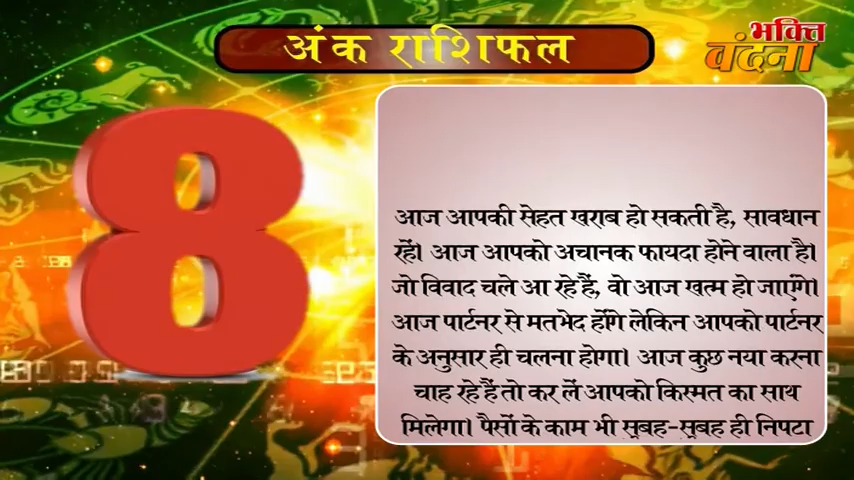 अंक राशिफल
भक्ति
वंदना
8
आज आपकी सेहत खराब हो सकती है, सावधान
रहें। आज आपको अचानक फायदा होने वाला है।
जो विवाद चले आ रहे हैं, वो आज खत्म हो जाएंगे।
आज पार्टनर से मतभेद होंगे लेकिन आपको पार्टनर
के अनुसार ही चलना होगा। आज कुछ नया करना
चाह रहे हैं तो कर लें आपको किस्मत का साथ
मिलेगा। पैसों के काम भी सुबह-सुबह ही निपटा